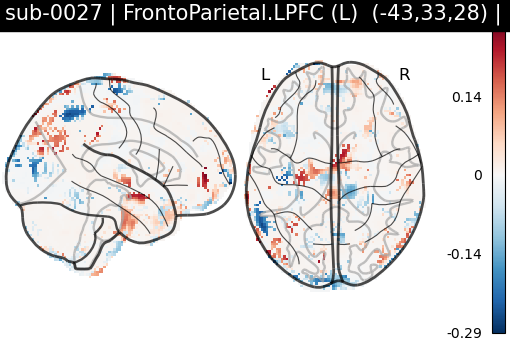 sub-0027 | FrontoParietal.LPFC (L)  (-43,33,28) |
L
R
0.14
0
-0.14
-0.29